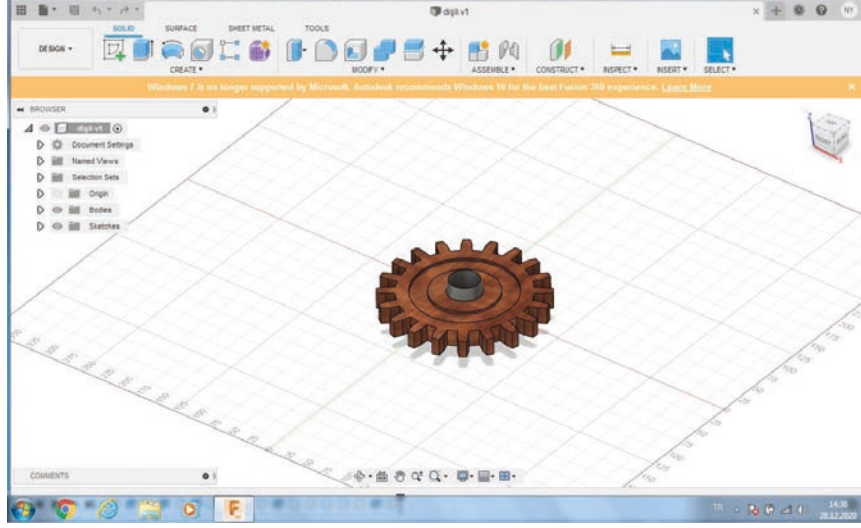 dişli v1
NY
SOLID SURFACE SHEET METAL TOOLS
DESIGN
CREATE MODIFY ASSEMBLE CONSTRUCT INSPECT INSERT SELECT
Windows 7 is no longer supported by Microsoft. Autodesk recommends Windows 10 for the best Fusion 360 experience. Learn More
BROWSER
dişli v1
Document Settings
Named Views
Selection Sets
Origin
Bodies
Sketches
COMMENTS
TR
14:36
28.12.2020